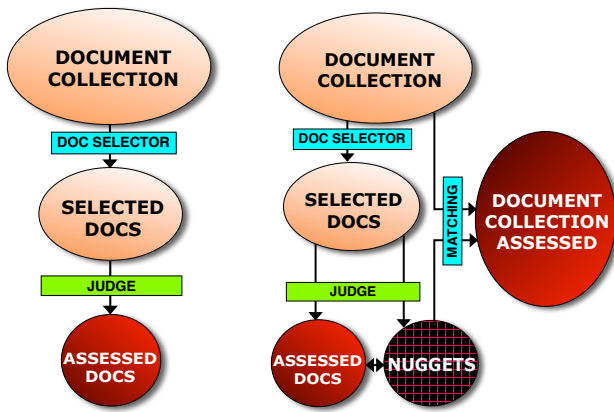 DOCUMENT
COLLECTION
DOC SELECTOR
SELECTED
DOCS
JUDGE
ASSESSED
DOCS
DOCUMENT
COLLECTION
DOC SELECTOR
SELECTED
DOCS
JUDGE
ASSESSED
DOCS
NUGGETS
MATCHING
DOCUMENT
COLLECTION
ASSESSED